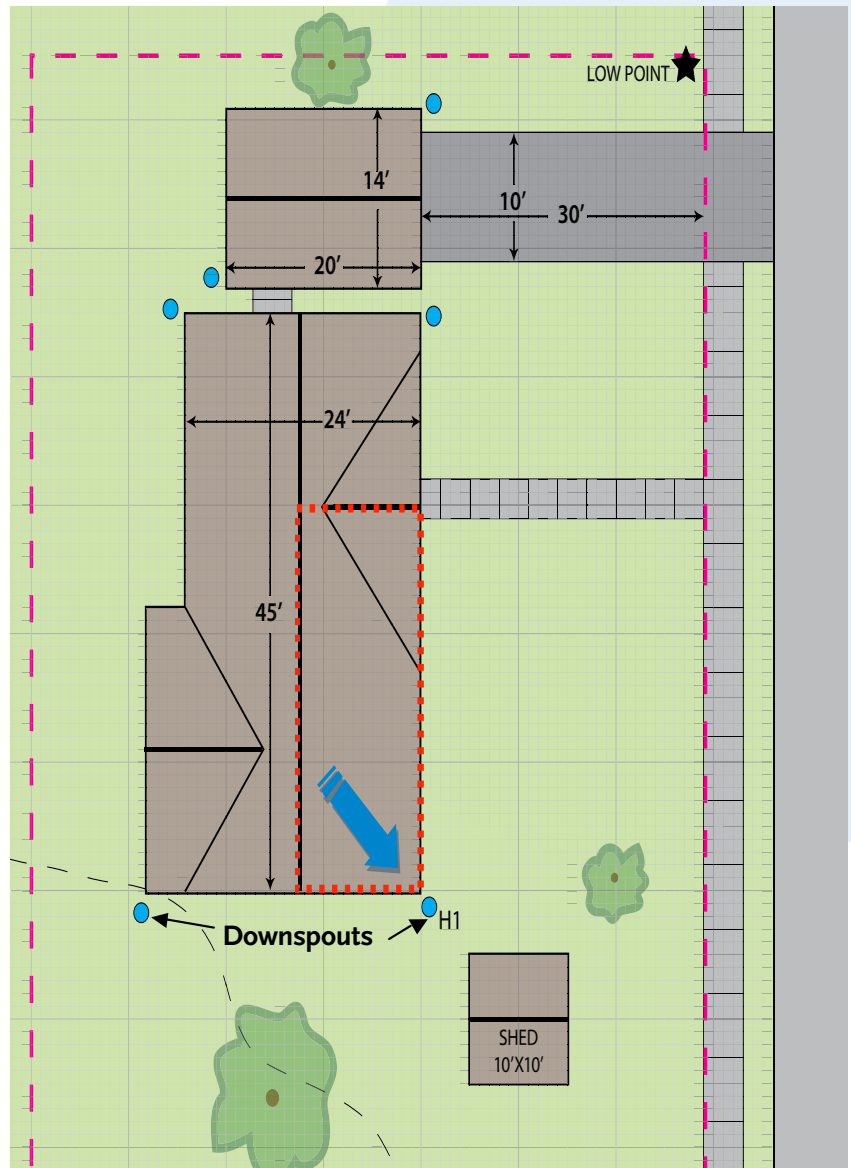 LOW POINT
14’
10’
30’
20’
24’
45’
H1
Downspouts
SHED
10’X10’